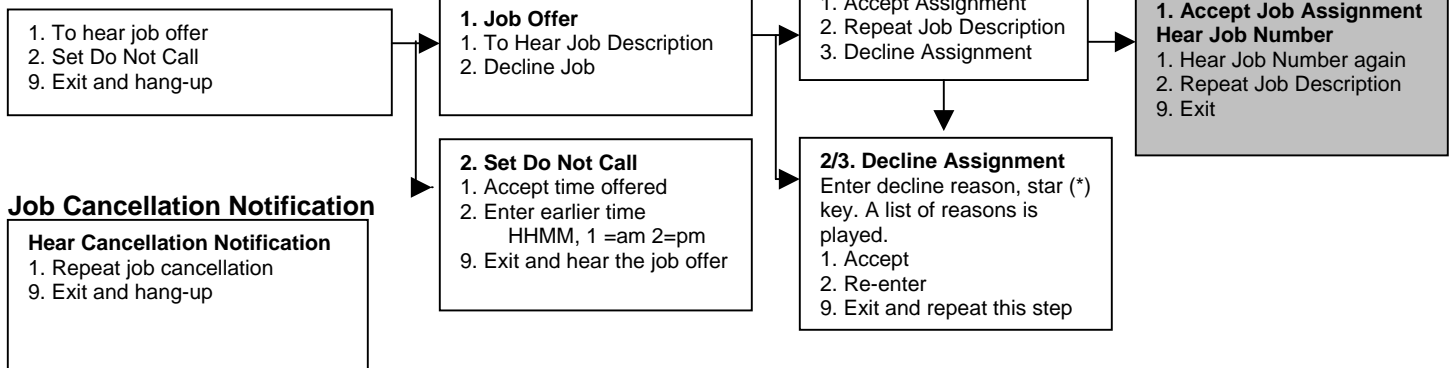 1. To hear job offer
2. Set Do Not Call
9. Exit and hang-up
1. Job Offer
1. To Hear Job Description
2. Decline Job
1. Accept Assignment
2. Repeat Job Description
3. Decline Assignment
1. Accept Job Assignment
Hear Job Number
1. Hear Job Number again
2. Repeat Job Description
9. Exit
2. Set Do Not Call
1. Accept time offered
2. Enter earlier time
HHMM, 1 =am 2=pm
9. Exit and hear the job offer
2/3. Decline Assignment
Enter decline reason, star (*)
key. A list of reasons is
played.
1. Accept
2. Re-enter
9. Exit and repeat this step
Job Cancellation Notification
Hear Cancellation Notification
1. Repeat job cancellation
9. Exit and hang-up